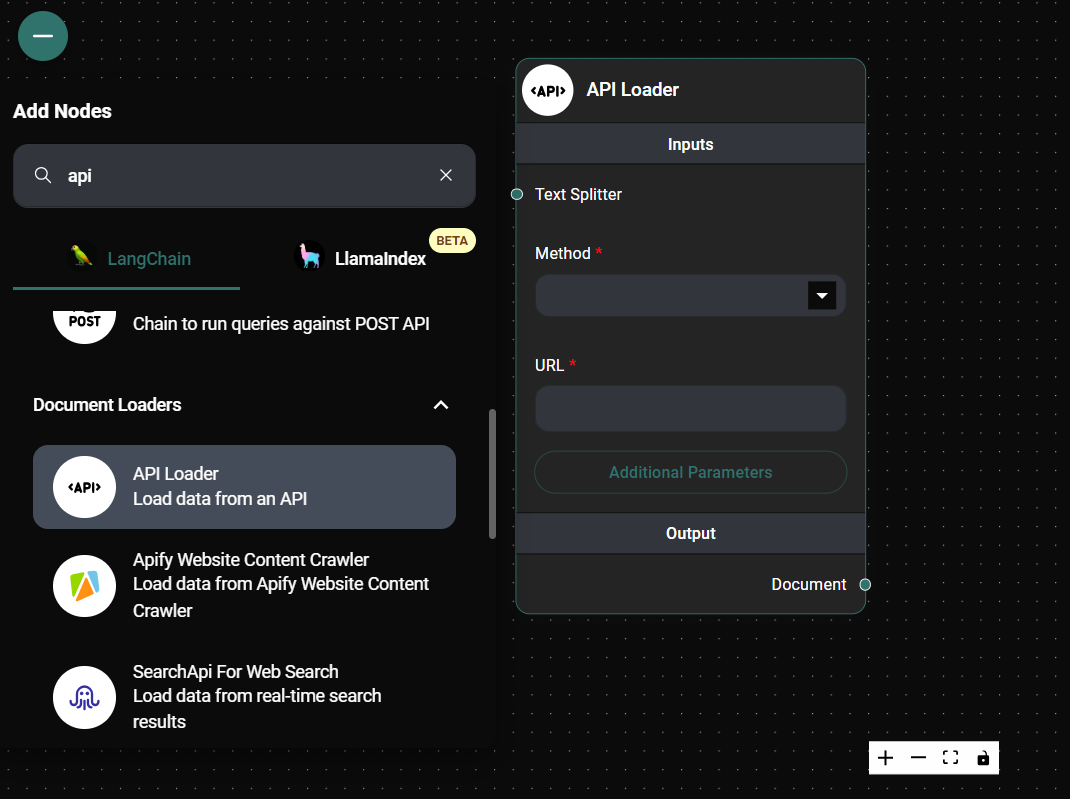 Add Nodes
api
LangChain
LlamaIndex
BETA
POST
Chain to run queries against POST API
Document Loaders
<API>
API Loader
Load data from an API
Apify Website Content Crawler
Load data from Apify Website Content
Crawler
SearchApi For Web Search
Load data from real-time search
results
<API>
API Loader
Inputs
Text Splitter
Method *
URL *
Additional Parameters
Output
Document